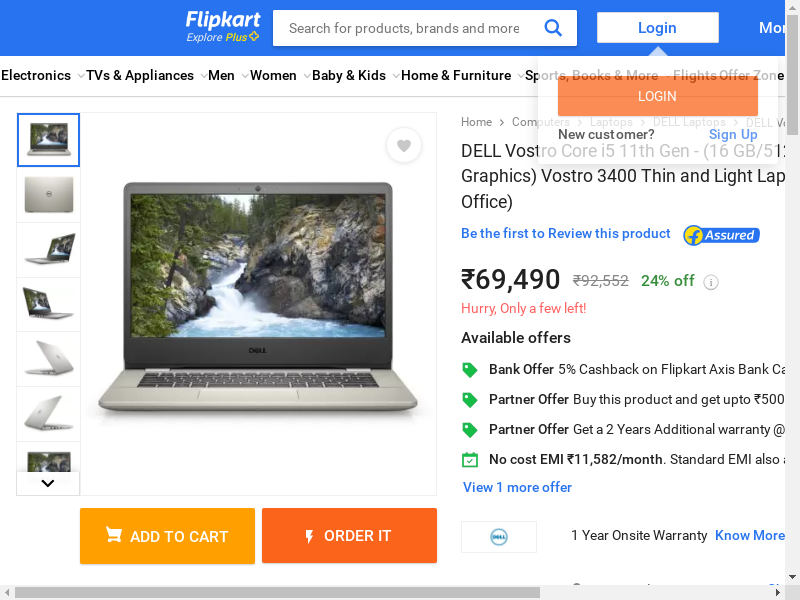 Flipkart
Explore Plus
Search for products, brands and more
Login
Electronics
TVs & Appliances
Men
Women
Baby & Kids
Home & Furniture
Sports, Books & More
Flights
Offer Zone
LOGIN
New customer?
Sign Up
Home
Computers
Laptops
DELL Laptops
DELL
DELL Vostro Core i5 11th Gen - (16 GB/
Graphics) Vostro 3400 Thin and Light
Office)
Be the first to Review this product
Assured
₹69,490 ₹92,552 24% off
Hurry, Only a few left!
Available offers
Bank Offer 5% Cashback on Flipkart Axis Bank
Partner Offer Buy this product and get upto ₹500
Partner Offer Get a 2 Years Additional warranty @
No cost EMI ₹11,582/month. Standard EMI also
View 1 more offer
ADD TO CART
ORDER IT
DELL
1 Year Onsite Warranty Know More